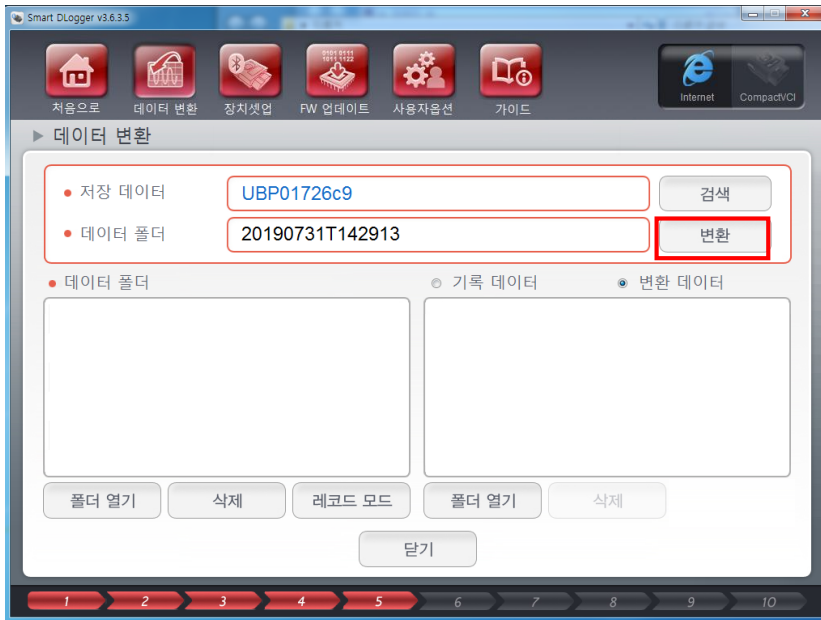 Smart DLogger v3.6.3.5
0101 0111
1011 1122
처음으로 데이터 변환 장치셋업 FW 업데이트 사용자옵션 가이드 Internet CompactVCI
데이터 변환
저장 데이터 UBP01726c9 검색
데이터 폴더 20190731T142913 변환
데이터 폴더 기록 데이터 변환 데이터
폴더 열기 삭제 레코드 모드 폴더 열기 삭제
닫기
1 2 3 4 5 6 7 8 9 10